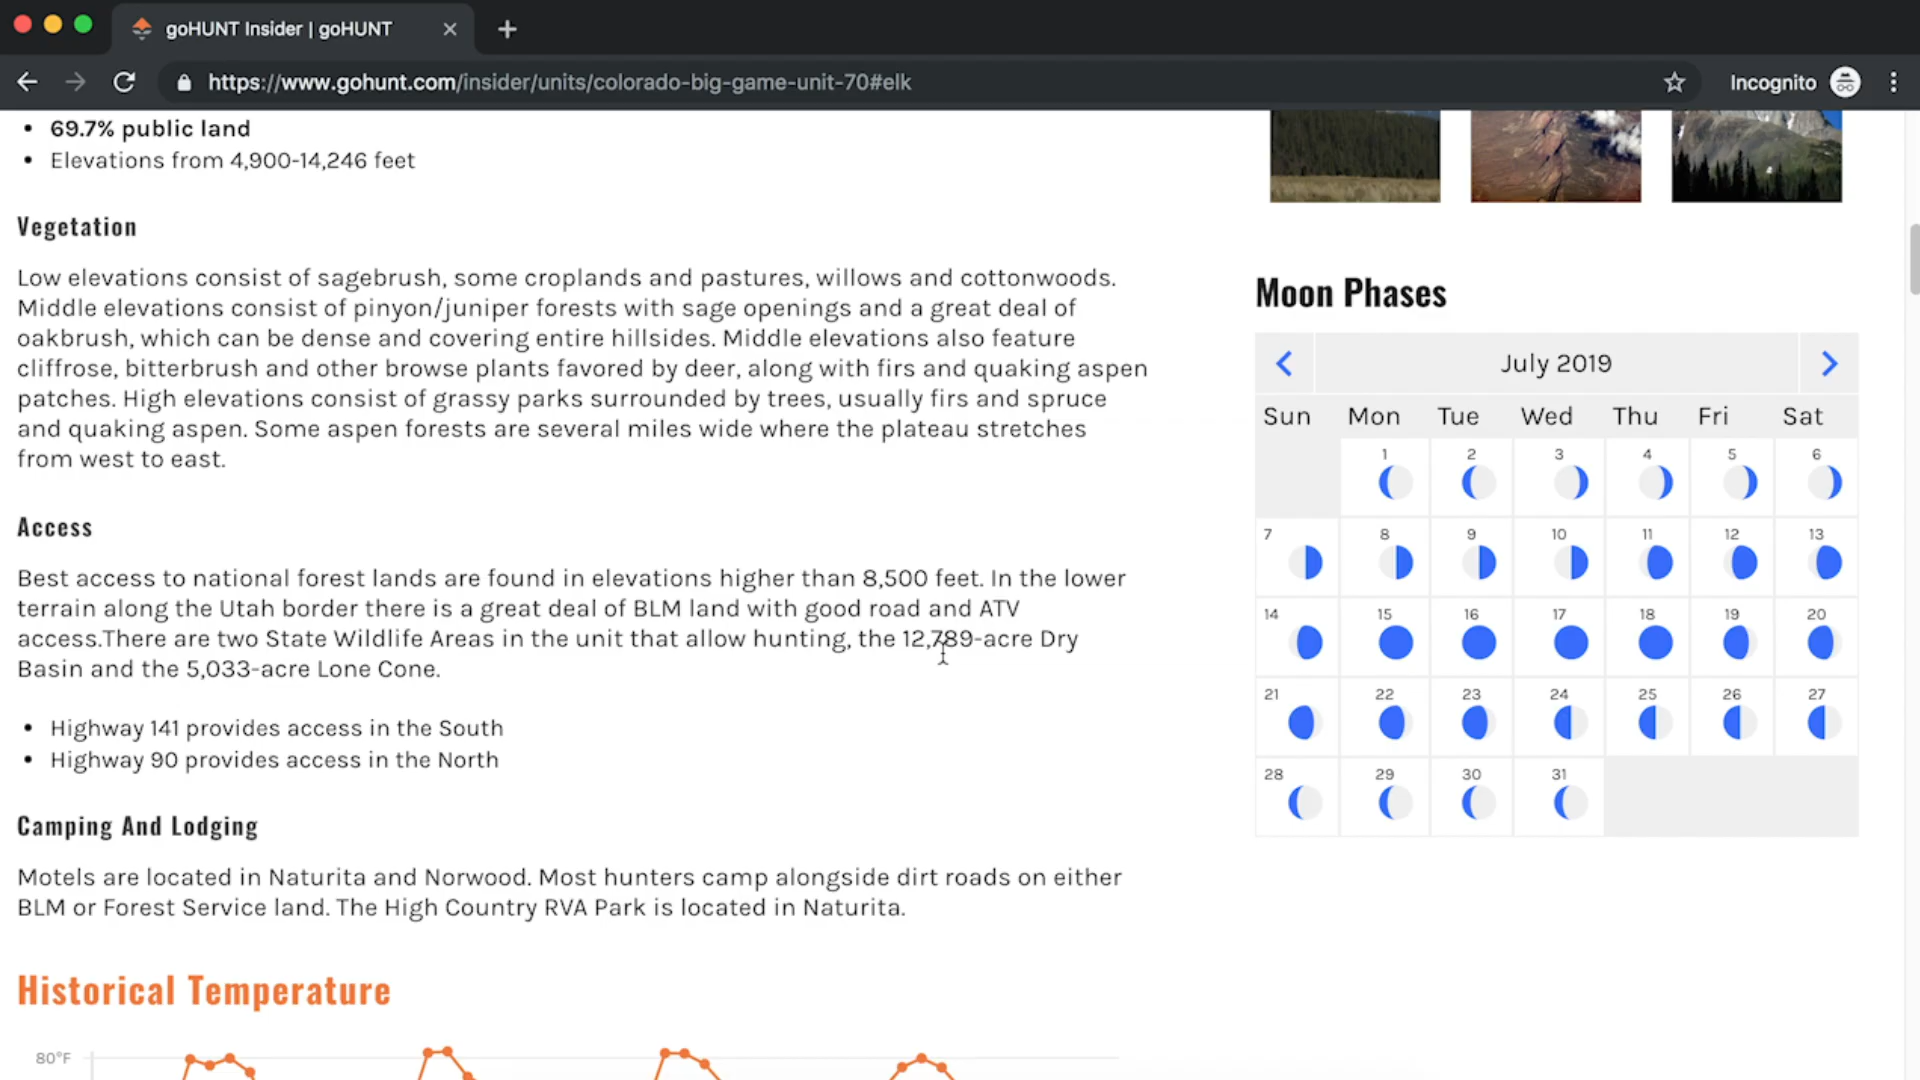 goHUNT Insider | goHUNT
https://www.gohunt.com/insider/units/colorado-big-game-unit-70#elk
Incognito
• 69.7% public land
• Elevations from 4,900-14,246 feet
Vegetation
Low elevations consist of sagebrush, some croplands and pastures, willows and cottonwoods.
Middle elevations consist of pinyon/juniper forests with sage openings and a great deal of
oakbrush, which can be dense and covering entire hillsides. Middle elevations also feature
cliffrose, bitterbrush and other browse plants favored by deer, along with firs and quaking aspen
patches. High elevations consist of grassy parks surrounded by trees, usually firs and spruce
and quaking aspen. Some aspen forests are several miles wide where the plateau stretches
from west to east.
Access
Best access to national forest lands are found in elevations higher than 8,500 feet. In the lower
terrain along the Utah border there is a great deal of BLM land with good road and ATV
access.There are two State Wildlife Areas in the unit that allow hunting, the 12,789-acre Dry
Basin and the 5,033-acre Lone Cone.
• Highway 141 provides access in the South
• Highway 90 provides access in the North
Camping And Lodging
Motels are located in Naturita and Norwood. Most hunters camp alongside dirt roads on either
BLM or Forest Service land. The High Country RVA Park is located in Naturita.
Historical Temperature
80°F
Moon Phases
July 2019
Sun Mon Tue Wed Thu Fri Sat
1 2 3 4 5 6
7 8 9 10 11 12 13
14 15 16 17 18 19 20
21 22 23 24 25 26 27
28 29 30 31